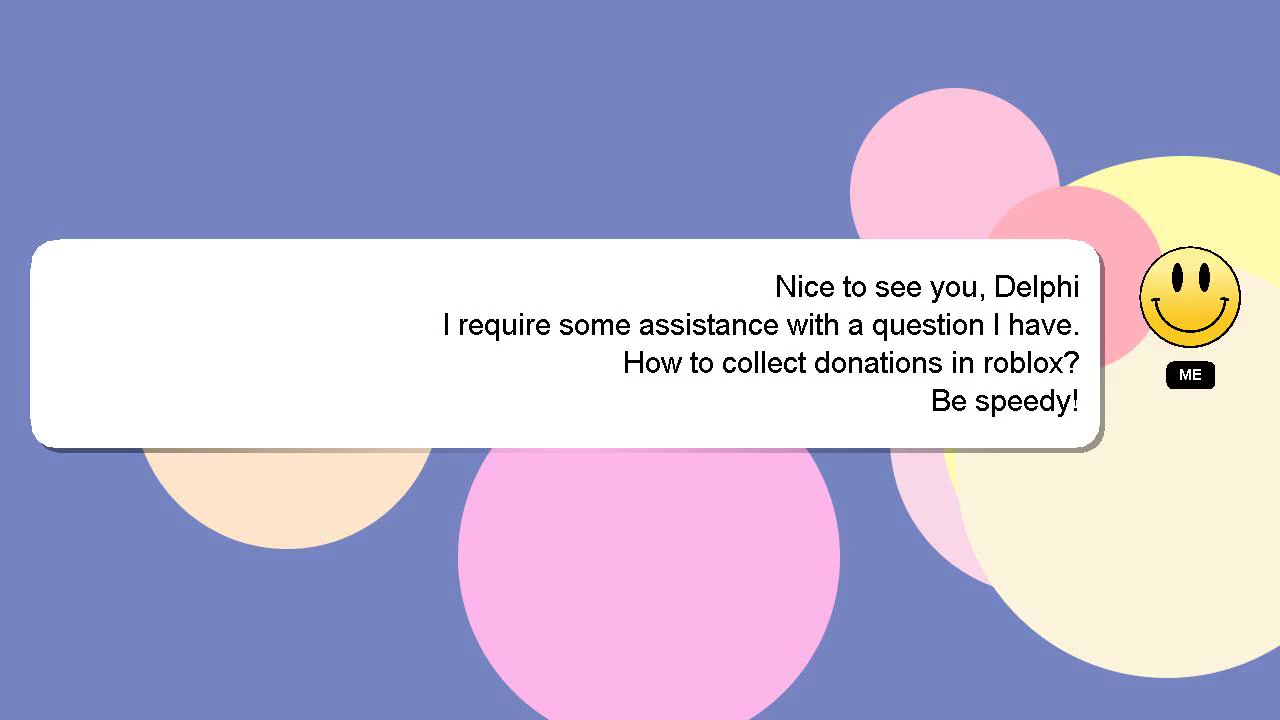 Nice to see you, Delphi
I require some assistance with a question I have.
How to collect donations in roblox?
Be speedy!
ME